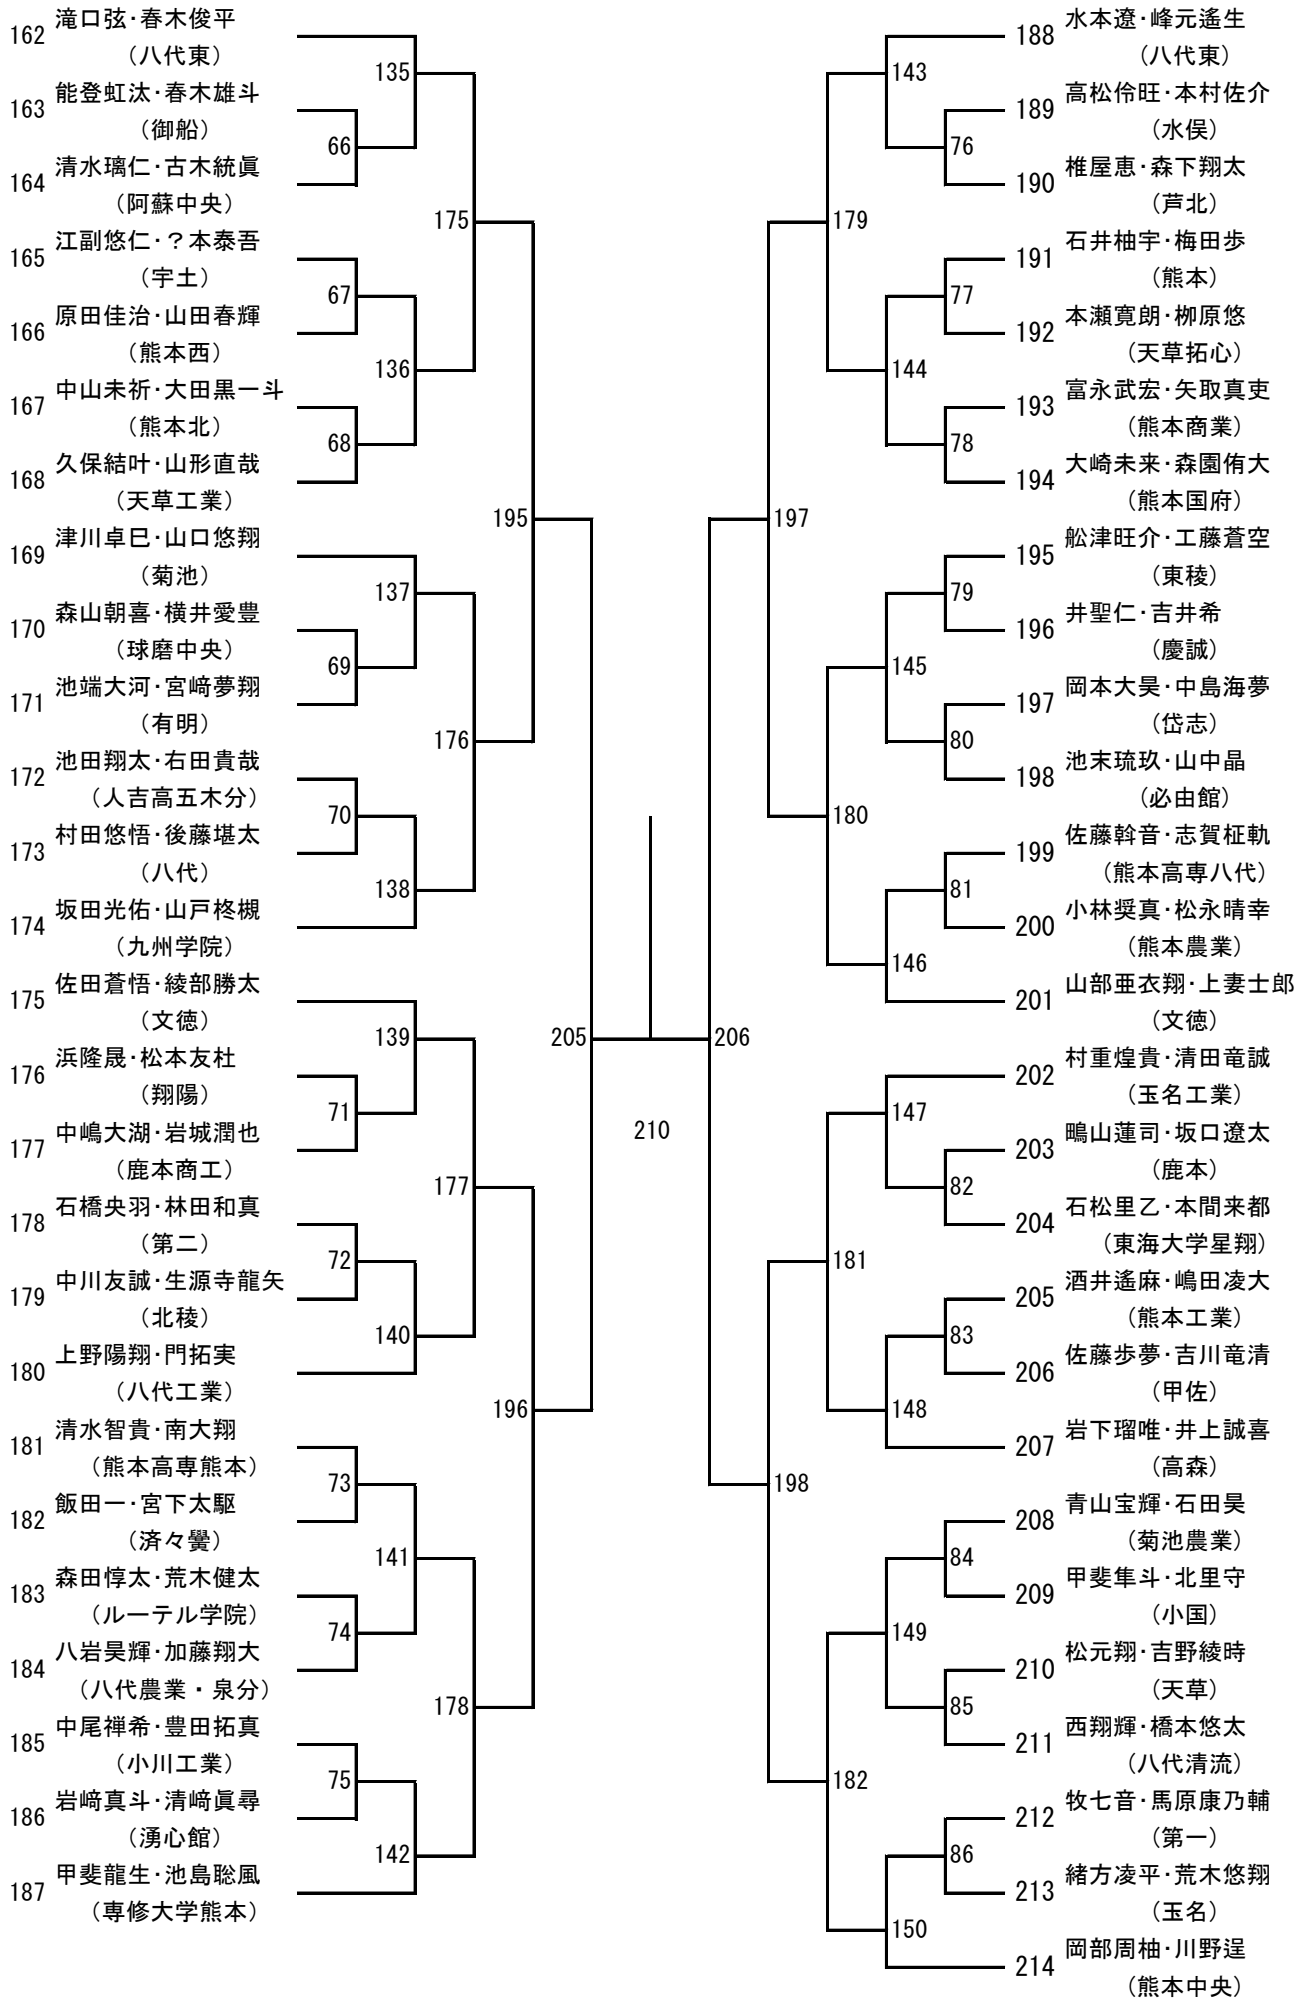 162 滝口弦･春木俊平
（八代東）
163 能登虹汰･春木雄斗
（御船）
164 清水璃仁･古木統眞
（阿蘇中央）
165 江副悠仁･？本泰吾
（宇土）
166 原田佳治･山田春輝
（熊本西）
167 中山未祈･大田黒一斗
（熊本北）
168 久保結叶･山形直哉
（天草工業）
169 津川卓巳･山口悠翔
（菊池）
170 森山朝喜･横井愛豊
（球磨中央）
171 池端大河･宮﨑夢翔
（有明）
172 池田翔太･右田貴哉
（人吉高五木分）
173 村田悠悟･後藤堪太
（八代）
174 坂田光佑･山戸柊槻
（九州学院）
175 佐田蒼悟･綾部勝太
（文徳）
176 浜隆晟･松本友杜
（翔陽）
177 中嶋大湖･岩城潤也
（鹿本商工）
178 石橋央羽･林田和真
（第二）
179 中川友誠･生源寺龍矢
（北稜）
180 上野陽翔･門拓実
（八代工業）
181 清水智貴･南大翔
（熊本高専熊本）
182 飯田一･宮下太駆
（済々黌）
183 森田惇太･荒木健太
（ルーテル学院）
184 八岩昊輝･加藤翔大
（八代農業・泉分）
185 中尾禅希･豊田拓真
（小川工業）
186 岩﨑真斗･清﨑眞尋
（湧心館）
187 甲斐龍生･池島聡風
（専修大学熊本）
66
67
68
69
70
71
72
73
74
75
135
136
137
138
139
140
141
142
175
176
177
178
195
196
205
210
206
197
198
179
180
181
182
143
144
145
146
147
148
149
150
76
77
78
79
80
81
82
83
84
85
86
188 水本遼･峰元遙生
（八代東）
189 高松伶旺･本村佐介
（水俣）
190 椎屋恵･森下翔太
（芦北）
191 石井柚宇･梅田歩
（熊本）
192 本瀬寛朗･栁原悠
（天草拓心）
193 富永武宏･矢取真吏
（熊本商業）
194 大崎未来･森園侑大
（熊本国府）
195 舩津旺介･工藤蒼空
（東稜）
196 井聖仁･吉井希
（慶誠）
197 岡本大昊･中島海夢
（岱志）
198 池末琉玖･山中晶
（必由館）
199 佐藤斡音･志賀柾軌
（熊本高専八代）
200 小林奨真･松永晴幸
（熊本農業）
201 山部亜衣翔･上妻士郎
（文徳）
202 村重煌貴･清田竜誠
（玉名工業）
203 鴫山蓮司･坂口遼太
（鹿本）
204 石松里乙･本間来都
（東海大学星翔）
205 酒井遙麻･嶋田凌大
（熊本工業）
206 佐藤歩夢･吉川竜清
（甲佐）
207 岩下瑠唯･井上誠喜
（高森）
208 青山宝輝･石田昊
（菊池農業）
209 甲斐隼斗･北里守
（小国）
210 松元翔･吉野綾時
（天草）
211 西翔輝･橋本悠太
（八代清流）
212 牧七音･馬原康乃輔
（第一）
213 緒方凌平･荒木悠翔
（玉名）
214 岡部周柚･川野逞
（熊本中央）